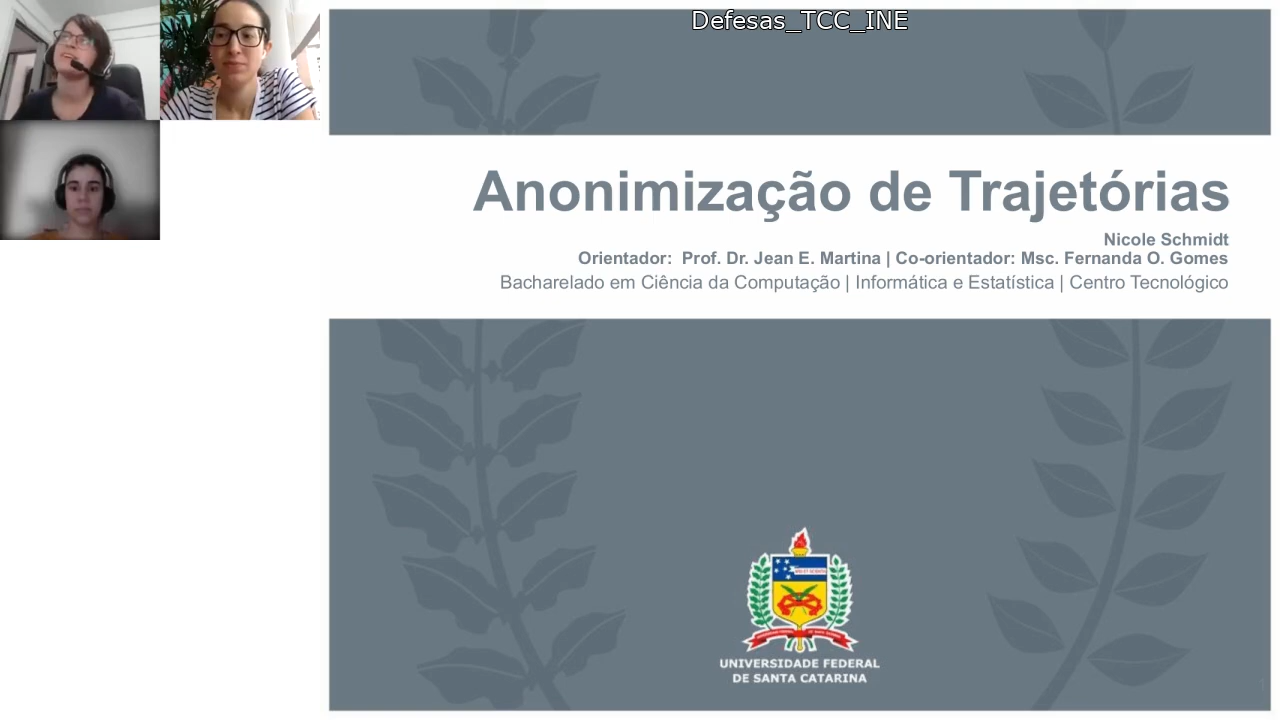 Defesas_TCC_INE
Anonimização de Trajetórias
Nicole Schmidt
Orientador: Prof. Dr. Jean E. Martina | Co-orientador: Msc. Fernanda O. Gomes
Bacharelado em Ciência da Computação | Informática e Estatística | Centro Tecnológico
UNIVERSIDADE FEDERAL
DE SANTA CATARINA